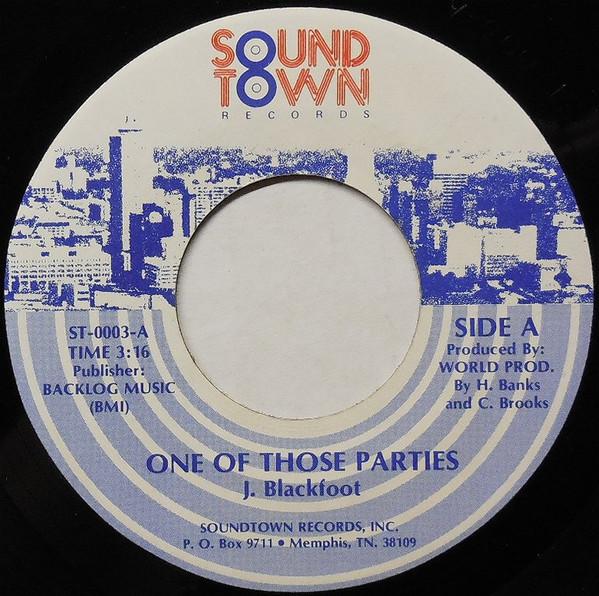 SOUND
TOWN
RECORDS
ST-0003-A
TIME 3:16
Publisher:
BACKLOG MUSIC
(BMI)
SIDE A
Produced By:
WORLD PROD.
By H. Banks
and C. Brooks
ONE OF THOSE PARTIES
J. Blackfoot
SOUNDTOWN RECORDS, INC.
P. O. Box 9711 • Memphis, TN. 38109